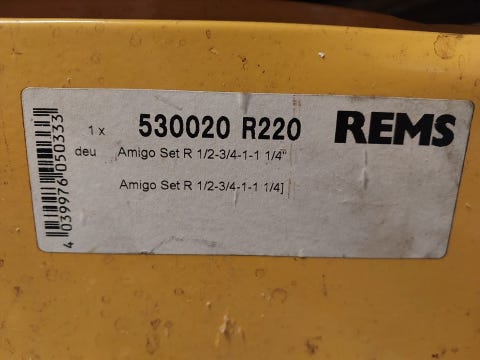 1 x 530020 R220 REMS
deu Amigo Set R 1/2-3/4-1-1 1/4"
Amigo Set R 1/2-3/4-1-1 1/4]
4 039976 050333